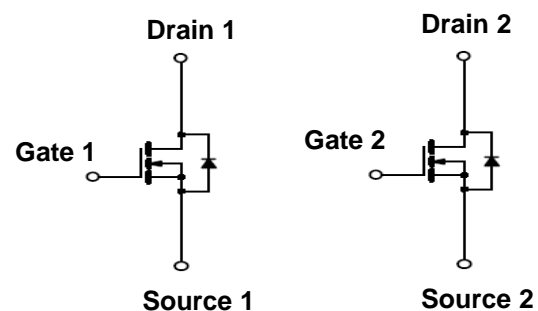 Drain 1
Drain 2
Gate 1
Gate 2
Source 1
Source 2